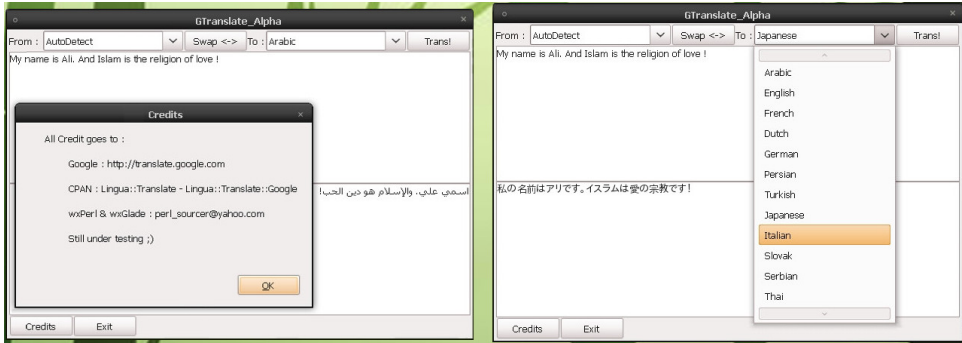 GTranslate_Alpha
From : AutoDetect Swap <-> To : Arabic Trans!
My name is Ali. And Islam is the religion of love !
Credits
All Credit goes to :
Google : http://translate.google.com
CPAN : Lingua::Translate - Lingua::Translate::Google
wxPerl & wxGlade : perl_sourcer@yahoo.com
Still under testing ;)
OK
اسمي علي، والإسلام هو دين الحب!
Credits Exit
GTranslate_Alpha
From : AutoDetect Swap <-> To : Japanese Trans!
My name is Ali. And Islam is the religion of love !
Arabic
English
French
Dutch
German
Persian
Turkish
Japanese
Italian
Slovak
Serbian
Thai
私の名前はアリです。イスラムは愛の宗教です!
Credits Exit